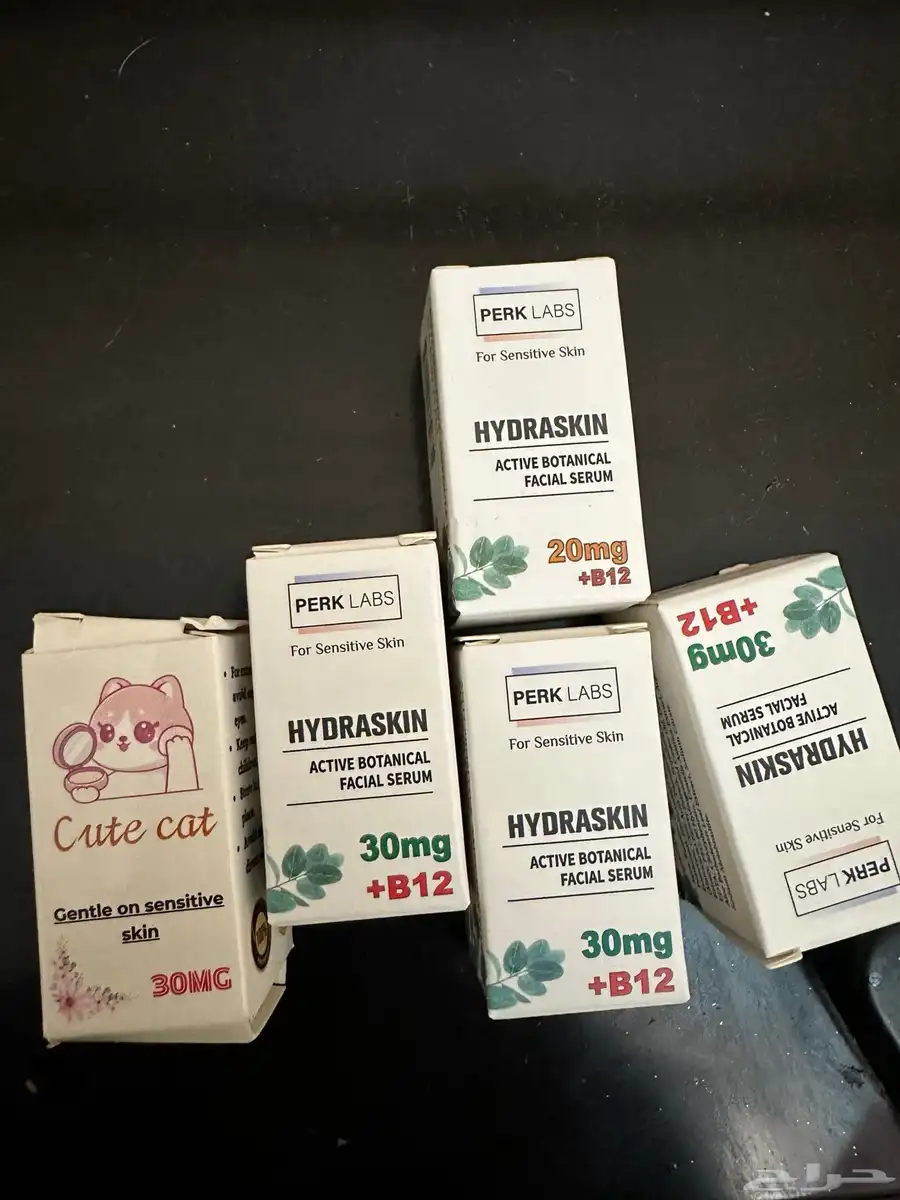 PERK LABS
For Sensitive Skin
HYDRASKIN
ACTIVE BOTANICAL
FACIAL SERUM
20mg
+B12
Cute cat
Gentle on sensitive
skin
30MG
PERK LABS
For Sensitive Skin
HYDRASKIN
ACTIVE BOTANICAL
FACIAL SERUM
30mg
+B12
PERK LABS
For Sensitive Skin
HYDRASKIN
ACTIVE BOTANICAL
FACIAL SERUM
30mg
+B12
PERK LABS
For Sensitive Skin
HYDRASKIN
ACTIVE BOTANICAL
FACIAL SERUM
30mg
+B12
حراج